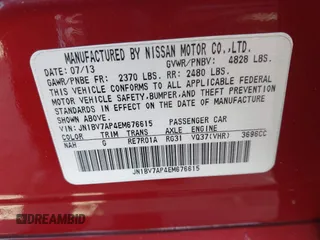 MANUFACTURED BY NISSAN MOTOR CO.,LTD.
DATE: 07/13 GVWR/PNBV: 4828 LBS.
GAWR/PNBE FR: 2370 LBS. RR: 2480 LBS.
THIS VEHICLE CONFORMS TO ALL APPLICABLE FEDERAL
MOTOR VEHICLE SAFETY,BUMPER,AND THEFT PREVENTION
STANDARDS IN EFFECT ON THE DATE OF MANUFACTURE
SHOWN ABOVE.
VIN: JN1BV7AP4EM676615 PASSENGER CAR
COLOR TRIM TRANS AXLE ENGINE
NAH G RE7R01A RG31 VQ37(VHR) 3696CC
JN1BV7AP4EM676615
DREAMBID